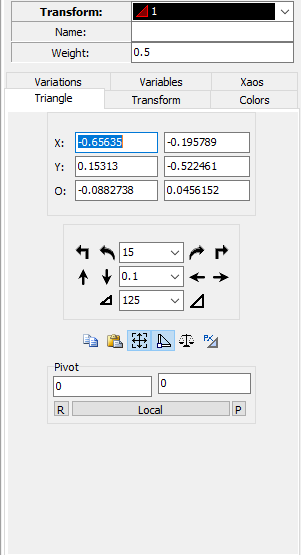 Transform: 1
Name:
Weight: 0.5
Variations Variables Xaos
Triangle Transform Colors
X: -0.65635 -0.195789
Y: 0.15313 -0.522461
O: -0.0882738 0.0456152
15
0.1
125
Pivot
0 0
R Local P